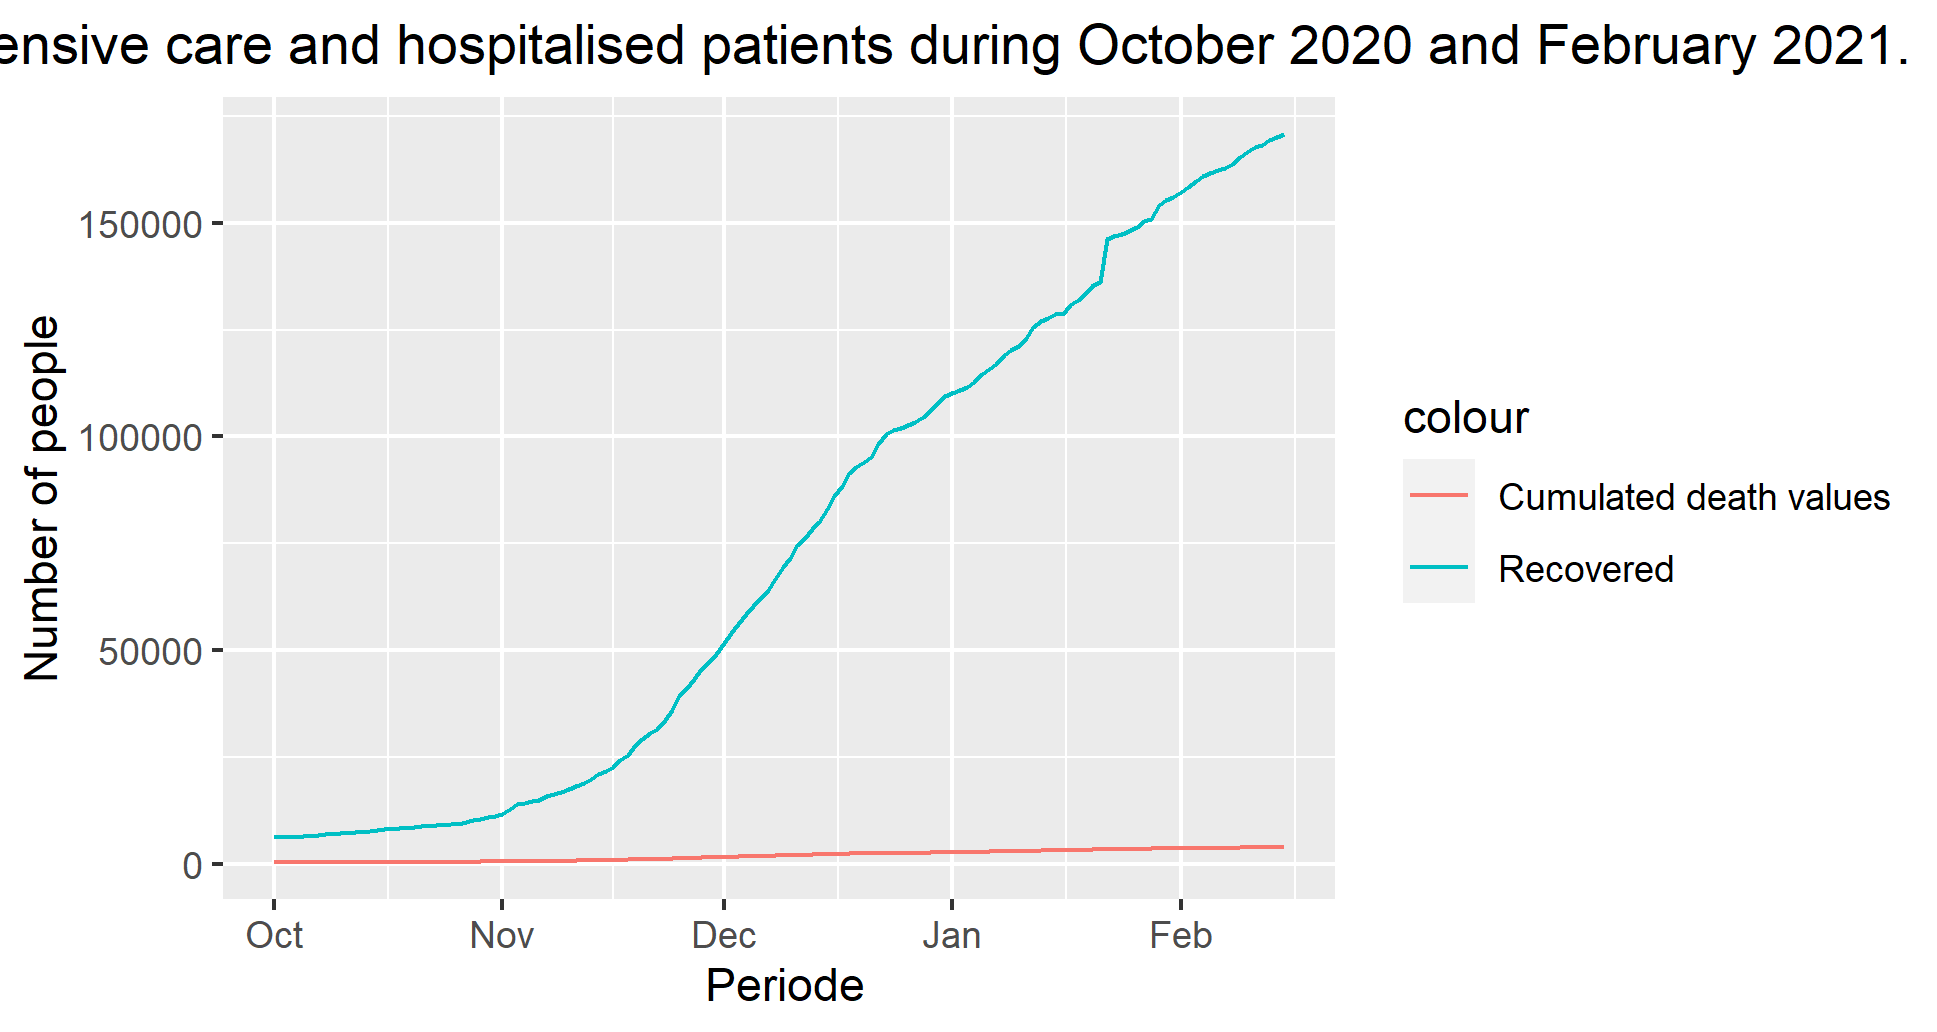 ensive care and hospitalised patients during October 2020 and February 2021.
Number of people
150000
100000
50000
0
Oct Nov Dec Jan Feb
Periode
colour
Cumulated death values
Recovered